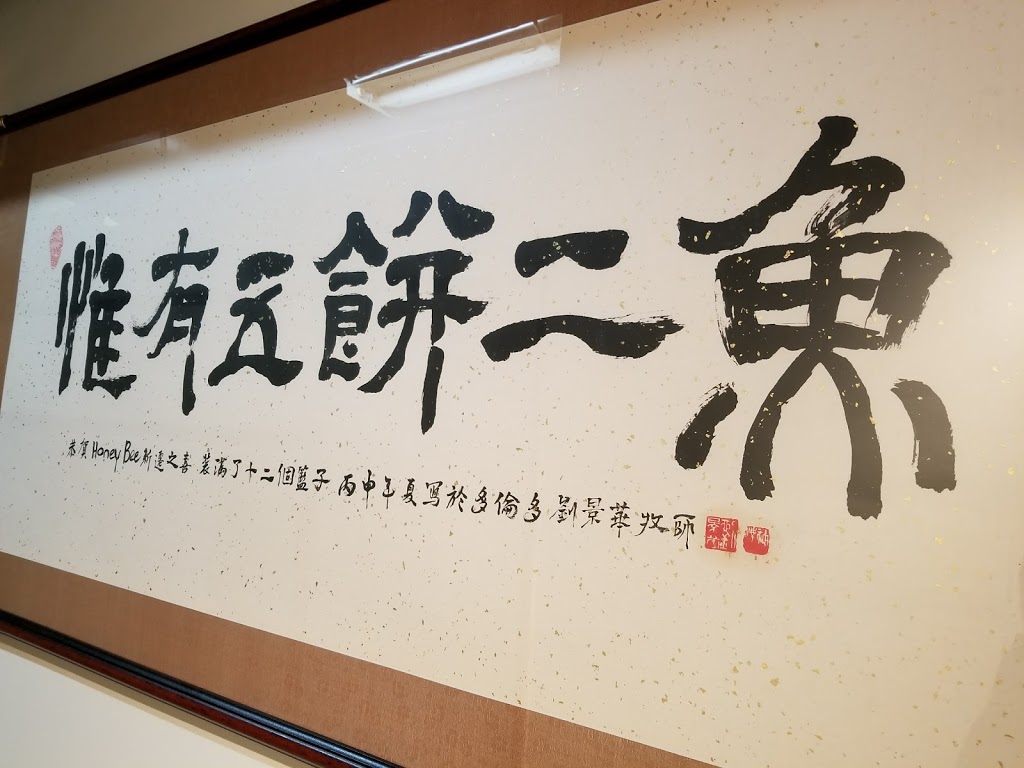 惟有五餅二魚
恭賀Honey Bee新遷之喜 裝滿了十二個籃子 丙申年夏寫於多倫多 劉景華牧師